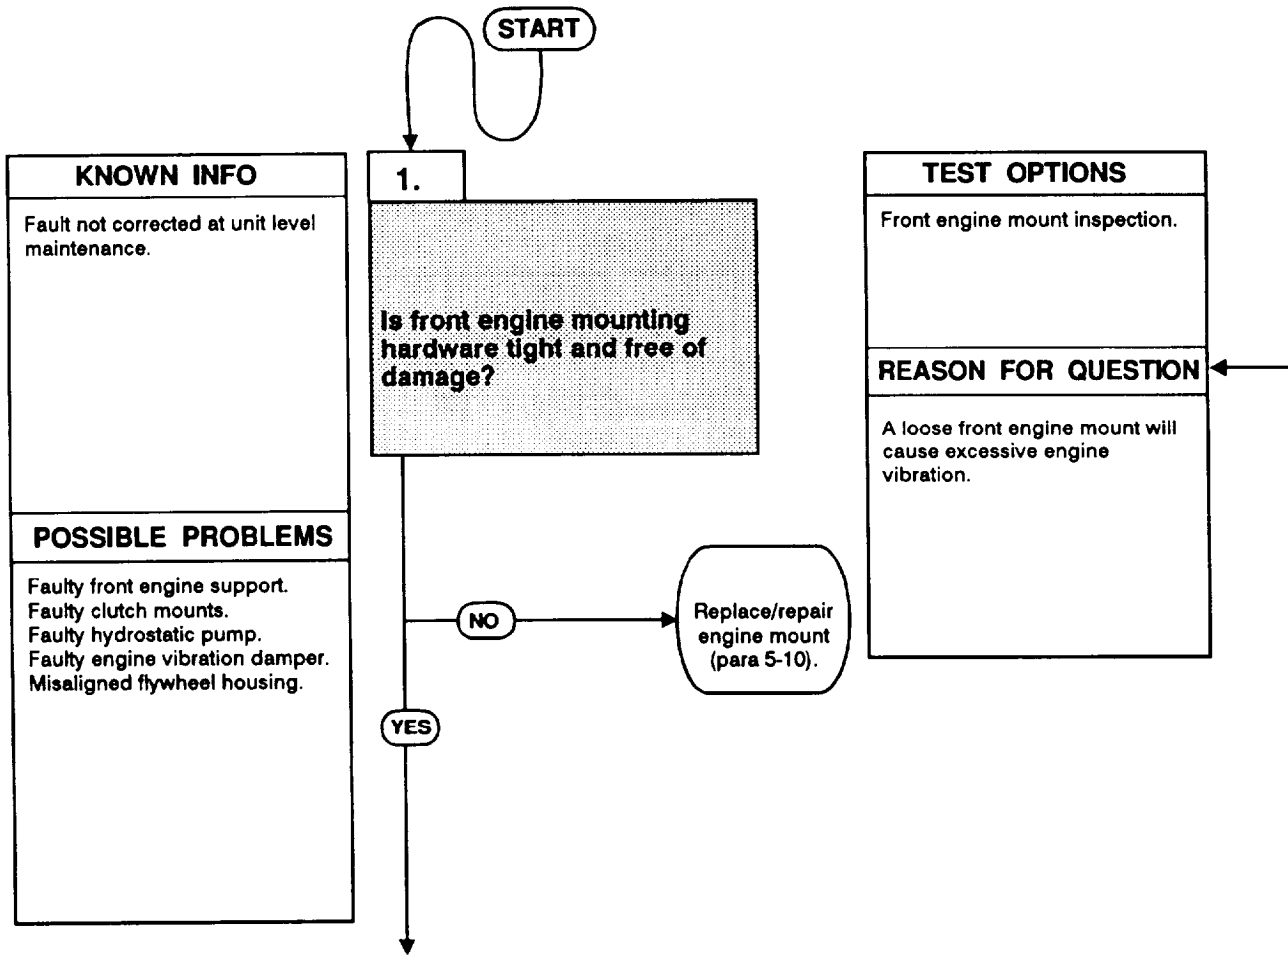 START
KNOWN INFO
Fault not corrected at unit level
maintenance.
POSSIBLE PROBLEMS
Faulty front engine support.
Faulty clutch mounts.
Faulty hydrostatic pump.
Faulty engine vibration damper.
Misaligned flywheel housing.
1.
Is front engine mounting
hardware tight and free of
damage?
NO
Replace/repair
engine mount
(para 5-10).
YES
TEST OPTIONS
Front engine mount inspection.
REASON FOR QUESTION
A loose front engine mount will
cause excessive engine
vibration.